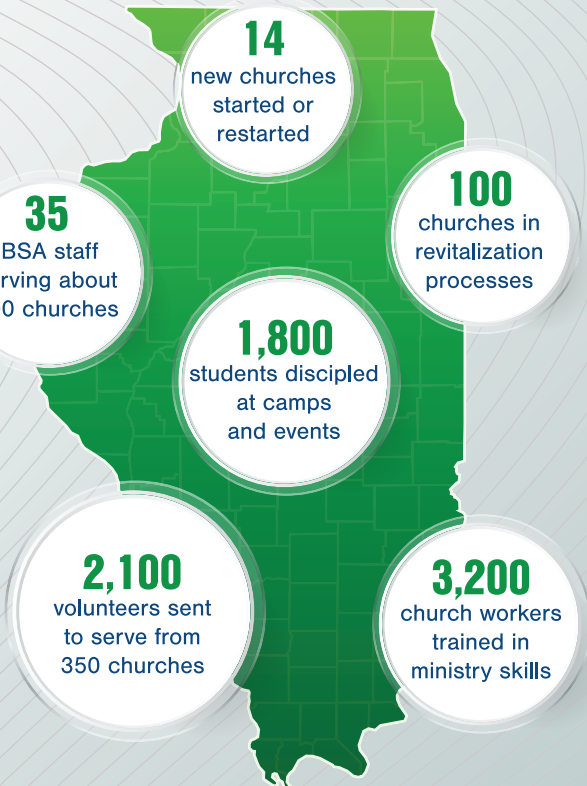 14
new churches
started or
restarted
100
churches in
revitalization
processes
35
BSA staff
about
churches
1,800
students discipled
at camps
and events
2,100
volunteers sent
to serve from
350 churches
3,200
church workers
trained in
ministry skills